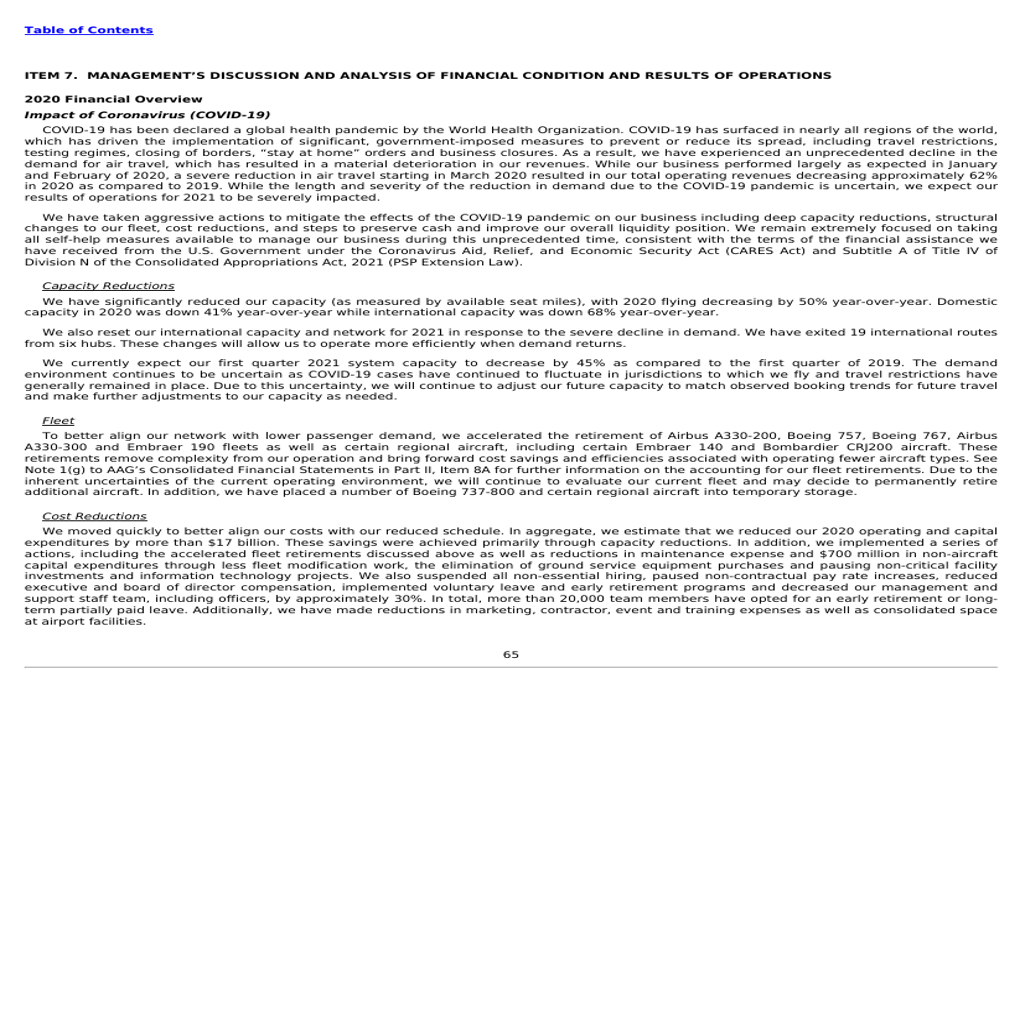 Table of Contents
ITEM 7. MANAGEMENT’S DISCUSSION AND ANALYSIS OF FINANCIAL CONDITION AND RESULTS OF OPERATIONS
2020 Financial Overview
Impact of Coronavirus (COVID-19)
COVID-19 has been declared a global health pandemic by the World Health Organization. COVID-19 has surfaced in nearly all regions of the world,
which has driven the implementation of significant, government-imposed measures to prevent or reduce its spread, including travel restrictions,
testing regimes, closing of borders, “stay at home” orders and business closures. As a result, we have experienced an unprecedented decline in the
demand for air travel, which has resulted in a material deterioration in our revenues. While our business performed largely as expected in January
and February of 2020, a severe reduction in air travel starting in March 2020 resulted in our total operating revenues decreasing approximately 62%
in 2020 as compared to 2019. While the length and severity of the reduction in demand due to the COVID-19 pandemic is uncertain, we expect our
results of operations for 2021 to be severely impacted.
We have taken aggressive actions to mitigate the effects of the COVID-19 pandemic on our business including deep capacity reductions, structural
changes to our fleet, cost reductions, and steps to preserve cash and improve our overall liquidity position. We remain extremely focused on taking
all self-help measures available to manage our business during this unprecedented time, consistent with the terms of the financial assistance we
have received from the U.S. Government under the Coronavirus Aid, Relief, and Economic Security Act (CARES Act) and Subtitle A of Title IV of
Division N of the Consolidated Appropriations Act, 2021 (PSP Extension Law).
Capacity Reductions
We have significantly reduced our capacity (as measured by available seat miles), with 2020 flying decreasing by 50% year-over-year. Domestic
capacity in 2020 was down 41% year-over-year while international capacity was down 68% year-over-year.
We also reset our international capacity and network for 2021 in response to the severe decline in demand. We have exited 19 international routes
from six hubs. These changes will allow us to operate more efficiently when demand returns.
We currently expect our first quarter 2021 system capacity to decrease by 45% as compared to the first quarter of 2019. The demand
environment continues to be uncertain as COVID-19 cases have continued to fluctuate in jurisdictions to which we fly and travel restrictions have
generally remained in place. Due to this uncertainty, we will continue to adjust our future capacity to match observed booking trends for future travel
and make further adjustments to our capacity as needed.
Fleet
To better align our network with lower passenger demand, we accelerated the retirement of Airbus A330-200, Boeing 757, Boeing 767, Airbus
A330-300 and Embraer 190 fleets as well as certain regional aircraft, including certain Embraer 140 and Bombardier CRJ200 aircraft. These
retirements remove complexity from our operation and bring forward cost savings and efficiencies associated with operating fewer aircraft types. See
Note 1(g) to AAG’s Consolidated Financial Statements in Part II, Item 8A for further information on the accounting for our fleet retirements. Due to the
inherent uncertainties of the current operating environment, we will continue to evaluate our current fleet and may decide to permanently retire
additional aircraft. In addition, we have placed a number of Boeing 737-800 and certain regional aircraft into temporary storage.
Cost Reductions
We moved quickly to better align our costs with our reduced schedule. In aggregate, we estimate that we reduced our 2020 operating and capital
expenditures by more than $17 billion. These savings were achieved primarily through capacity reductions. In addition, we implemented a series of
actions, including the accelerated fleet retirements discussed above as well as reductions in maintenance expense and $700 million in non-aircraft
capital expenditures through less fleet modification work, the elimination of ground service equipment purchases and pausing non-critical facility
investments and information technology projects. We also suspended all non-essential hiring, paused non-contractual pay rate increases, reduced
executive and board of director compensation, implemented voluntary leave and early retirement programs and decreased our management and
support staff team, including officers, by approximately 30%. In total, more than 20,000 team members have opted for an early retirement or long-
term partially paid leave. Additionally, we have made reductions in marketing, contractor, event and training expenses as well as consolidated space
at airport facilities.
65